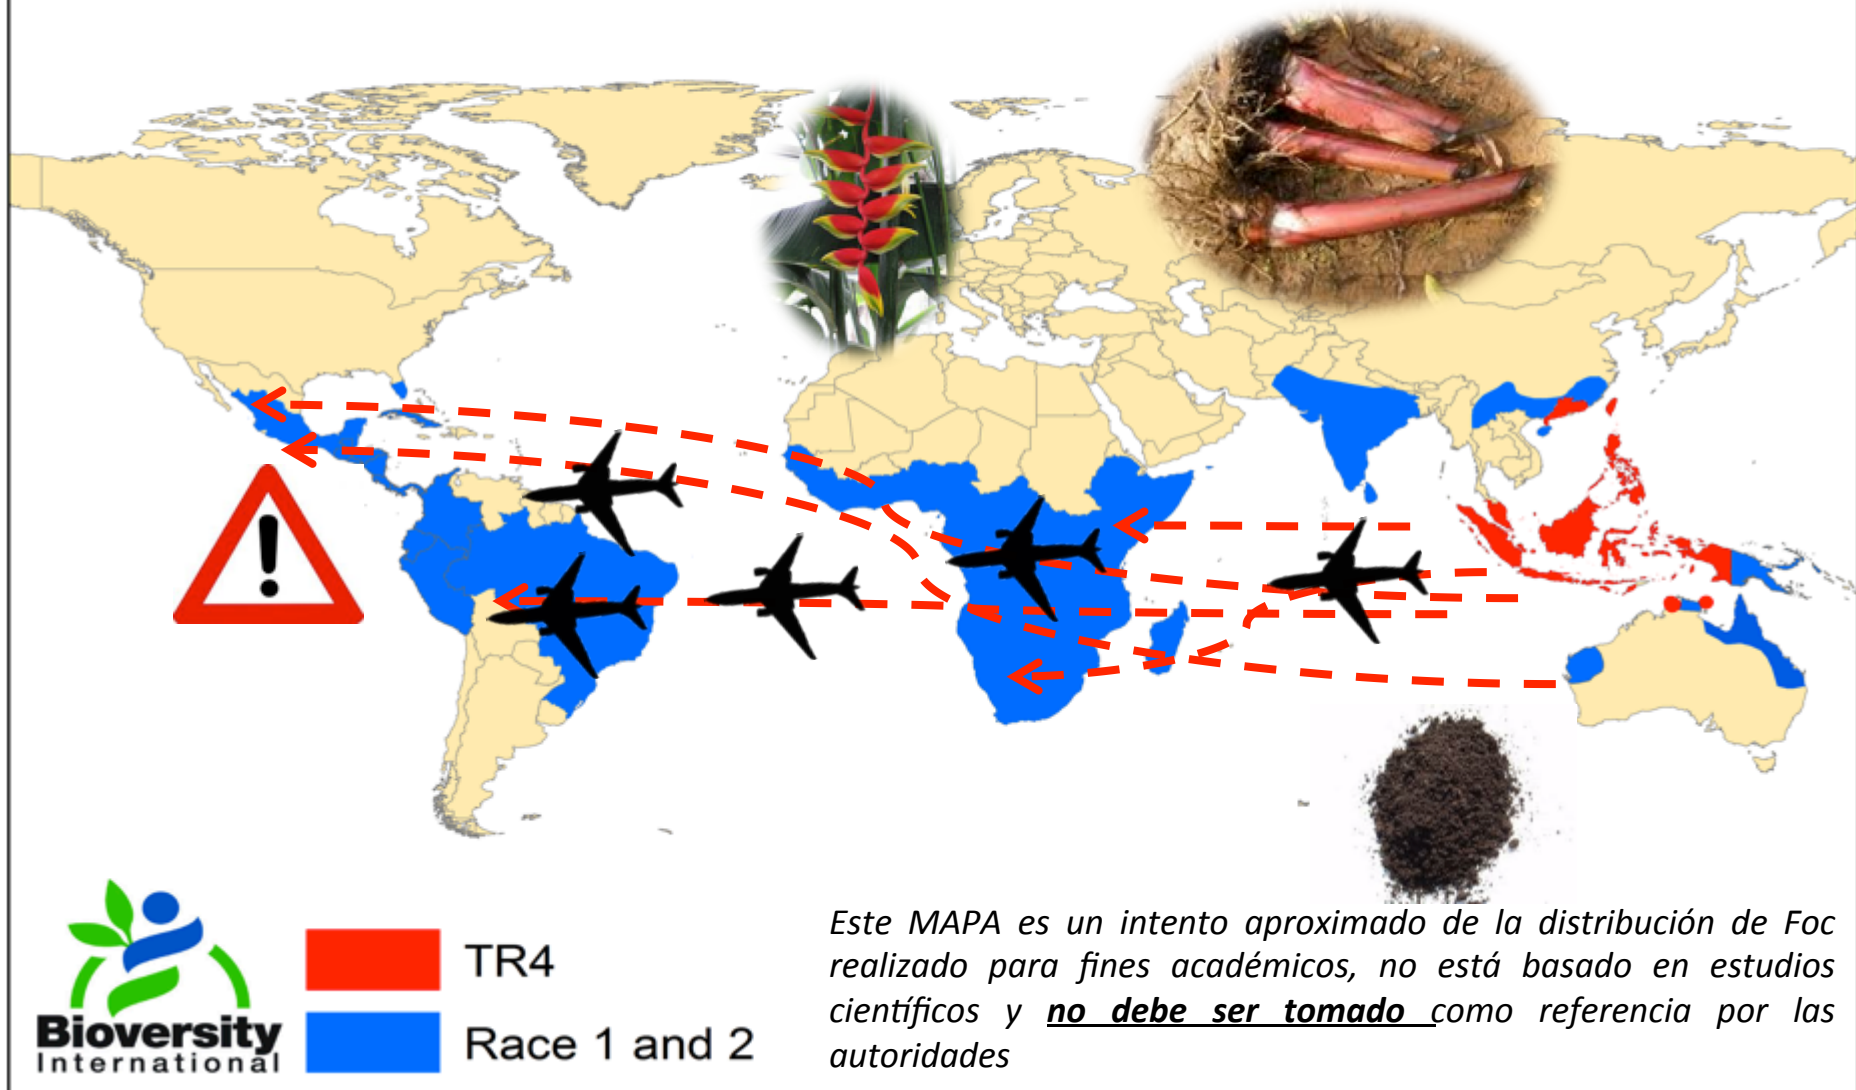 TR4
Race 1 and 2
Bioversity
International
Este MAPA es un intento aproximado de la distribución de Foc
realizado para fines académicos, no está basado en estudios
científicos y no debe ser tomado como referencia por las
autoridades